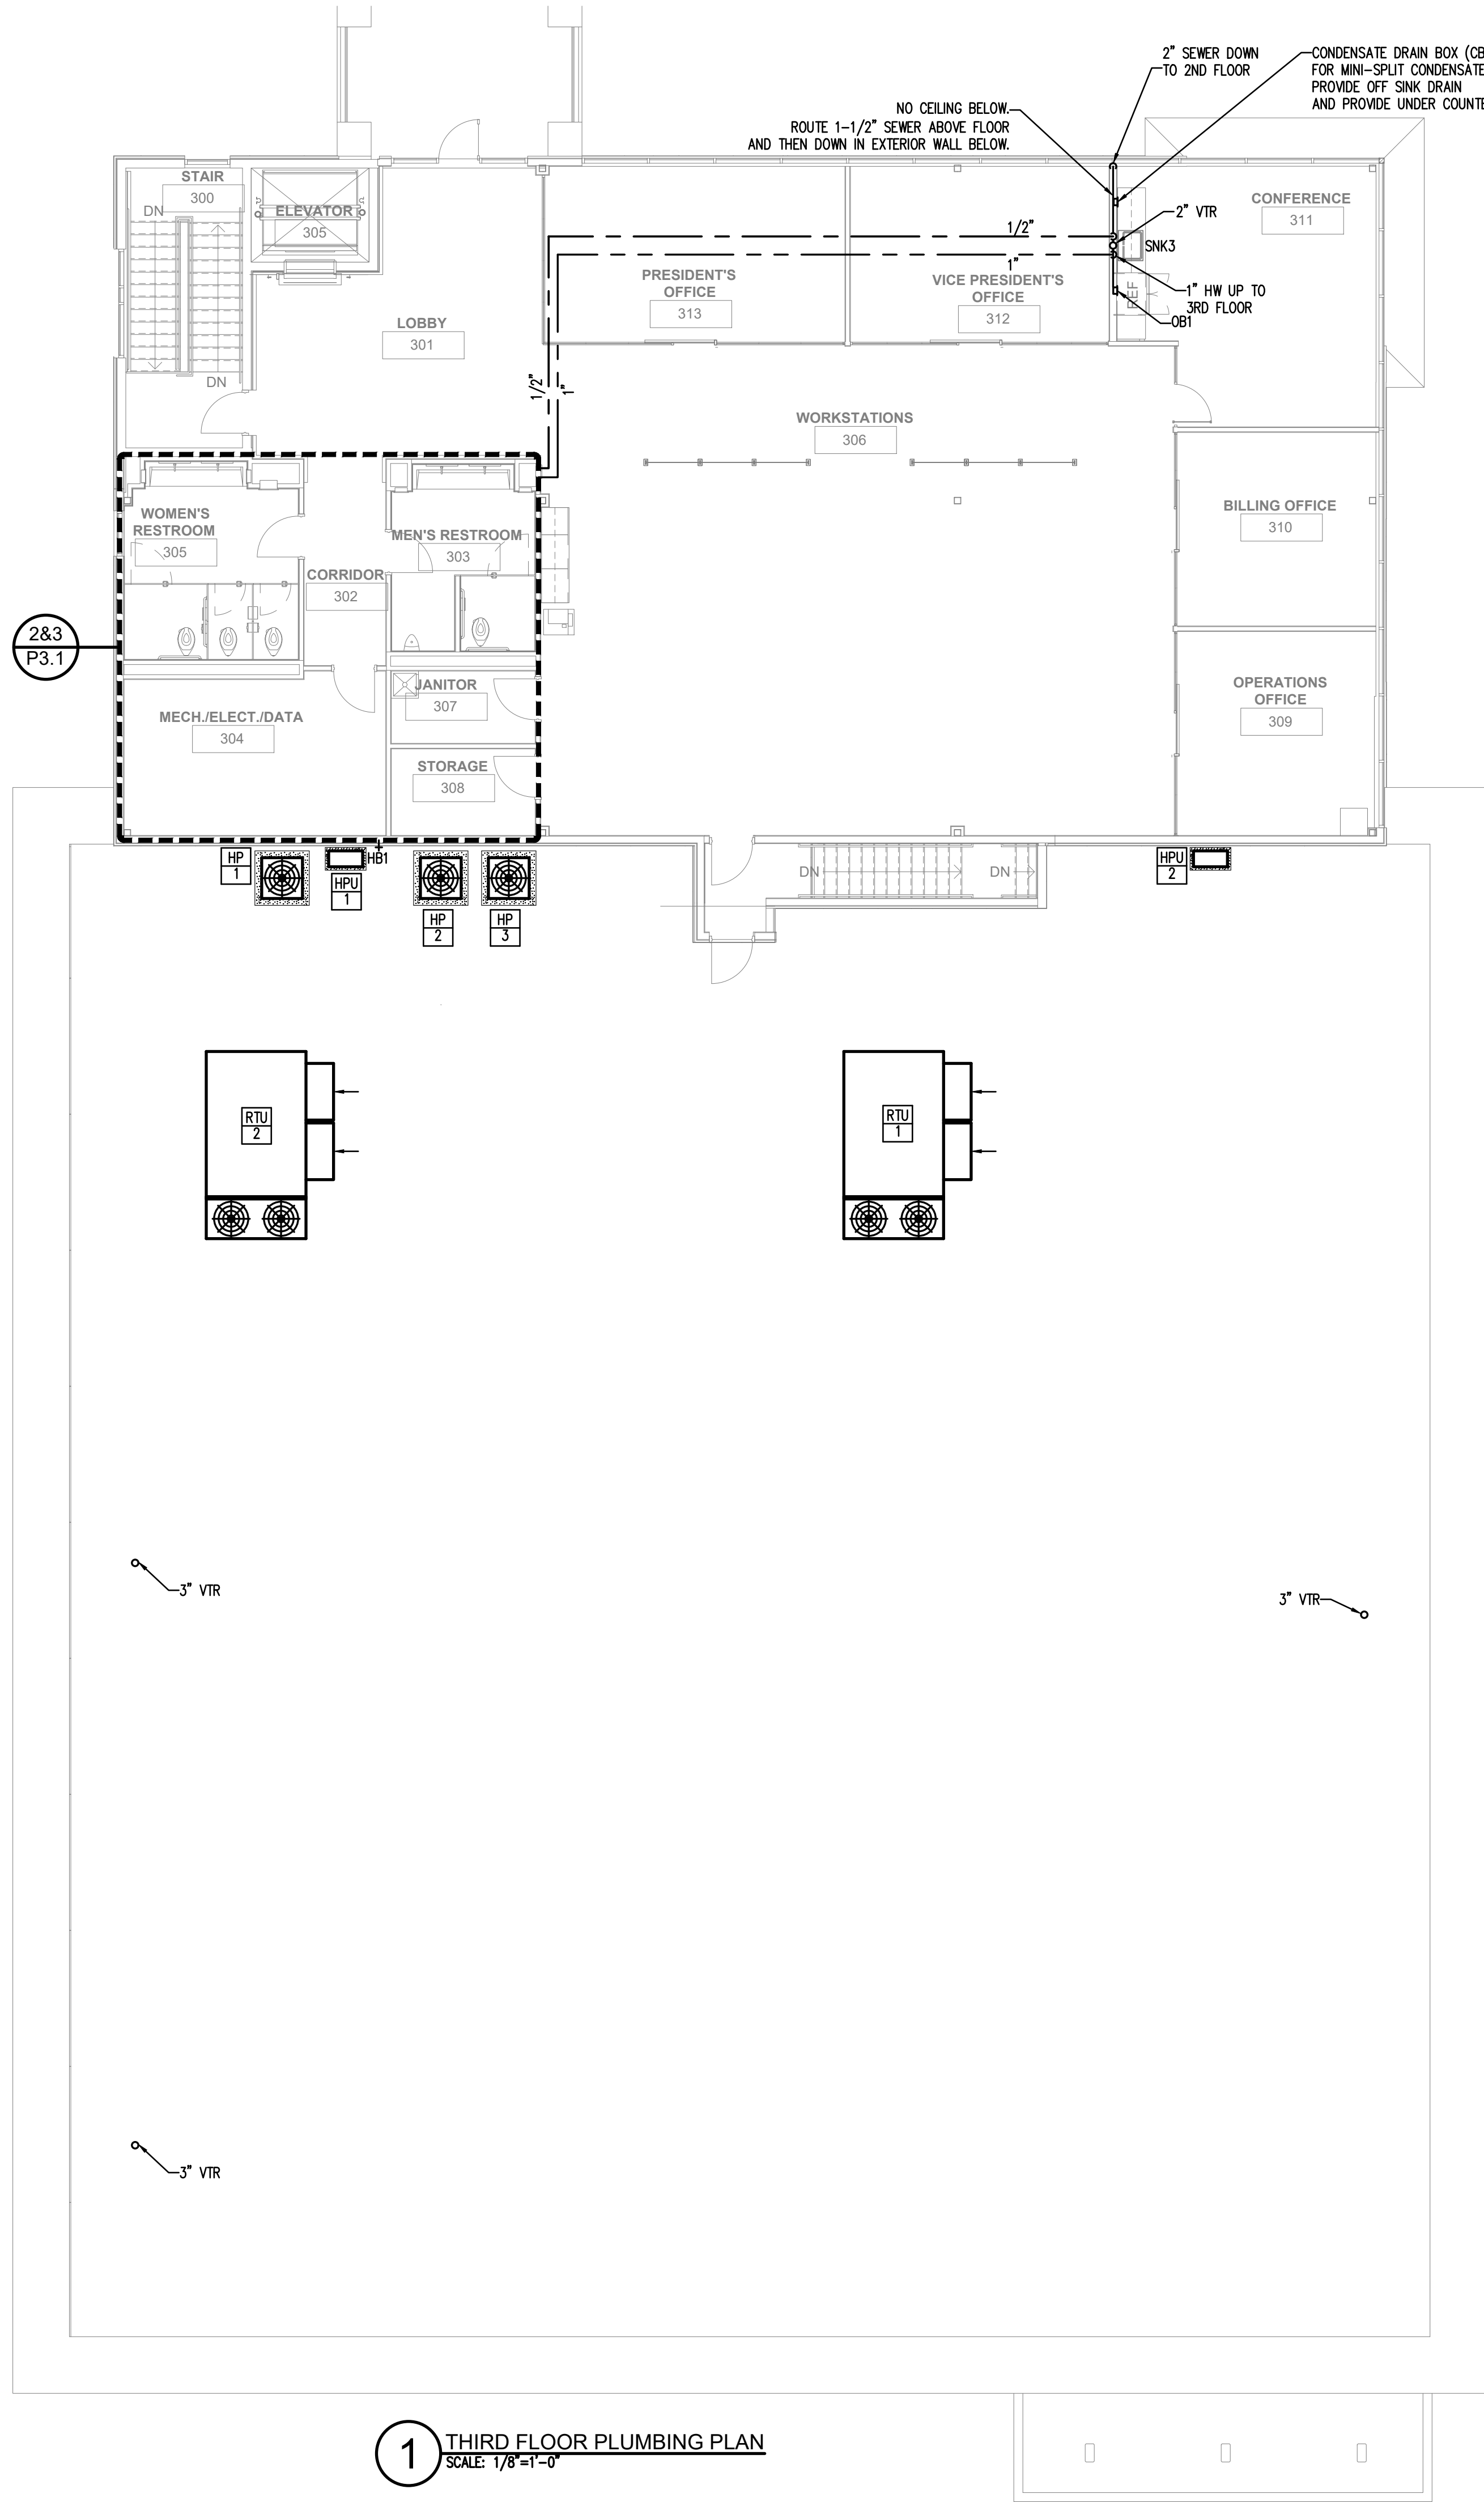 2" SEWER DOWN
TO 2ND FLOOR
CONDENSATE DRAIN BOX (CB
FOR MINI-SPLIT CONDENSATE
PROVIDE OFF SINK DRAIN
AND PROVIDE UNDER COUNTE
NO CEILING BELOW.
ROUTE 1-1/2" SEWER ABOVE FLOOR
AND THEN DOWN IN EXTERIOR WALL BELOW.
STAIR
300
DN
DN
ELEVATOR
305
CONFERENCE
311
2" VTR
SNK3
1/2"
1"
PRESIDENT'S
OFFICE
313
VICE PRESIDENT'S
OFFICE
312
REF
1" HW UP TO
3RD FLOOR
OB1
LOBBY
301
1/2"
1"
WORKSTATIONS
306
WOMEN'S
RESTROOM
305
MEN'S RESTROOM
303
BILLING OFFICE
310
CORRIDOR
302
2&3
P3.1
JANITOR
307
OPERATIONS
OFFICE
309
MECH./ELECT./DATA
304
STORAGE
308
HP
1
HPU
1
HB1
HP
2
HP
3
DN
DN
HPU
2
RTU
2
RTU
1
3" VTR
3" VTR
3" VTR
1
THIRD FLOOR PLUMBING PLAN
SCALE: 1/8"=1'-0"